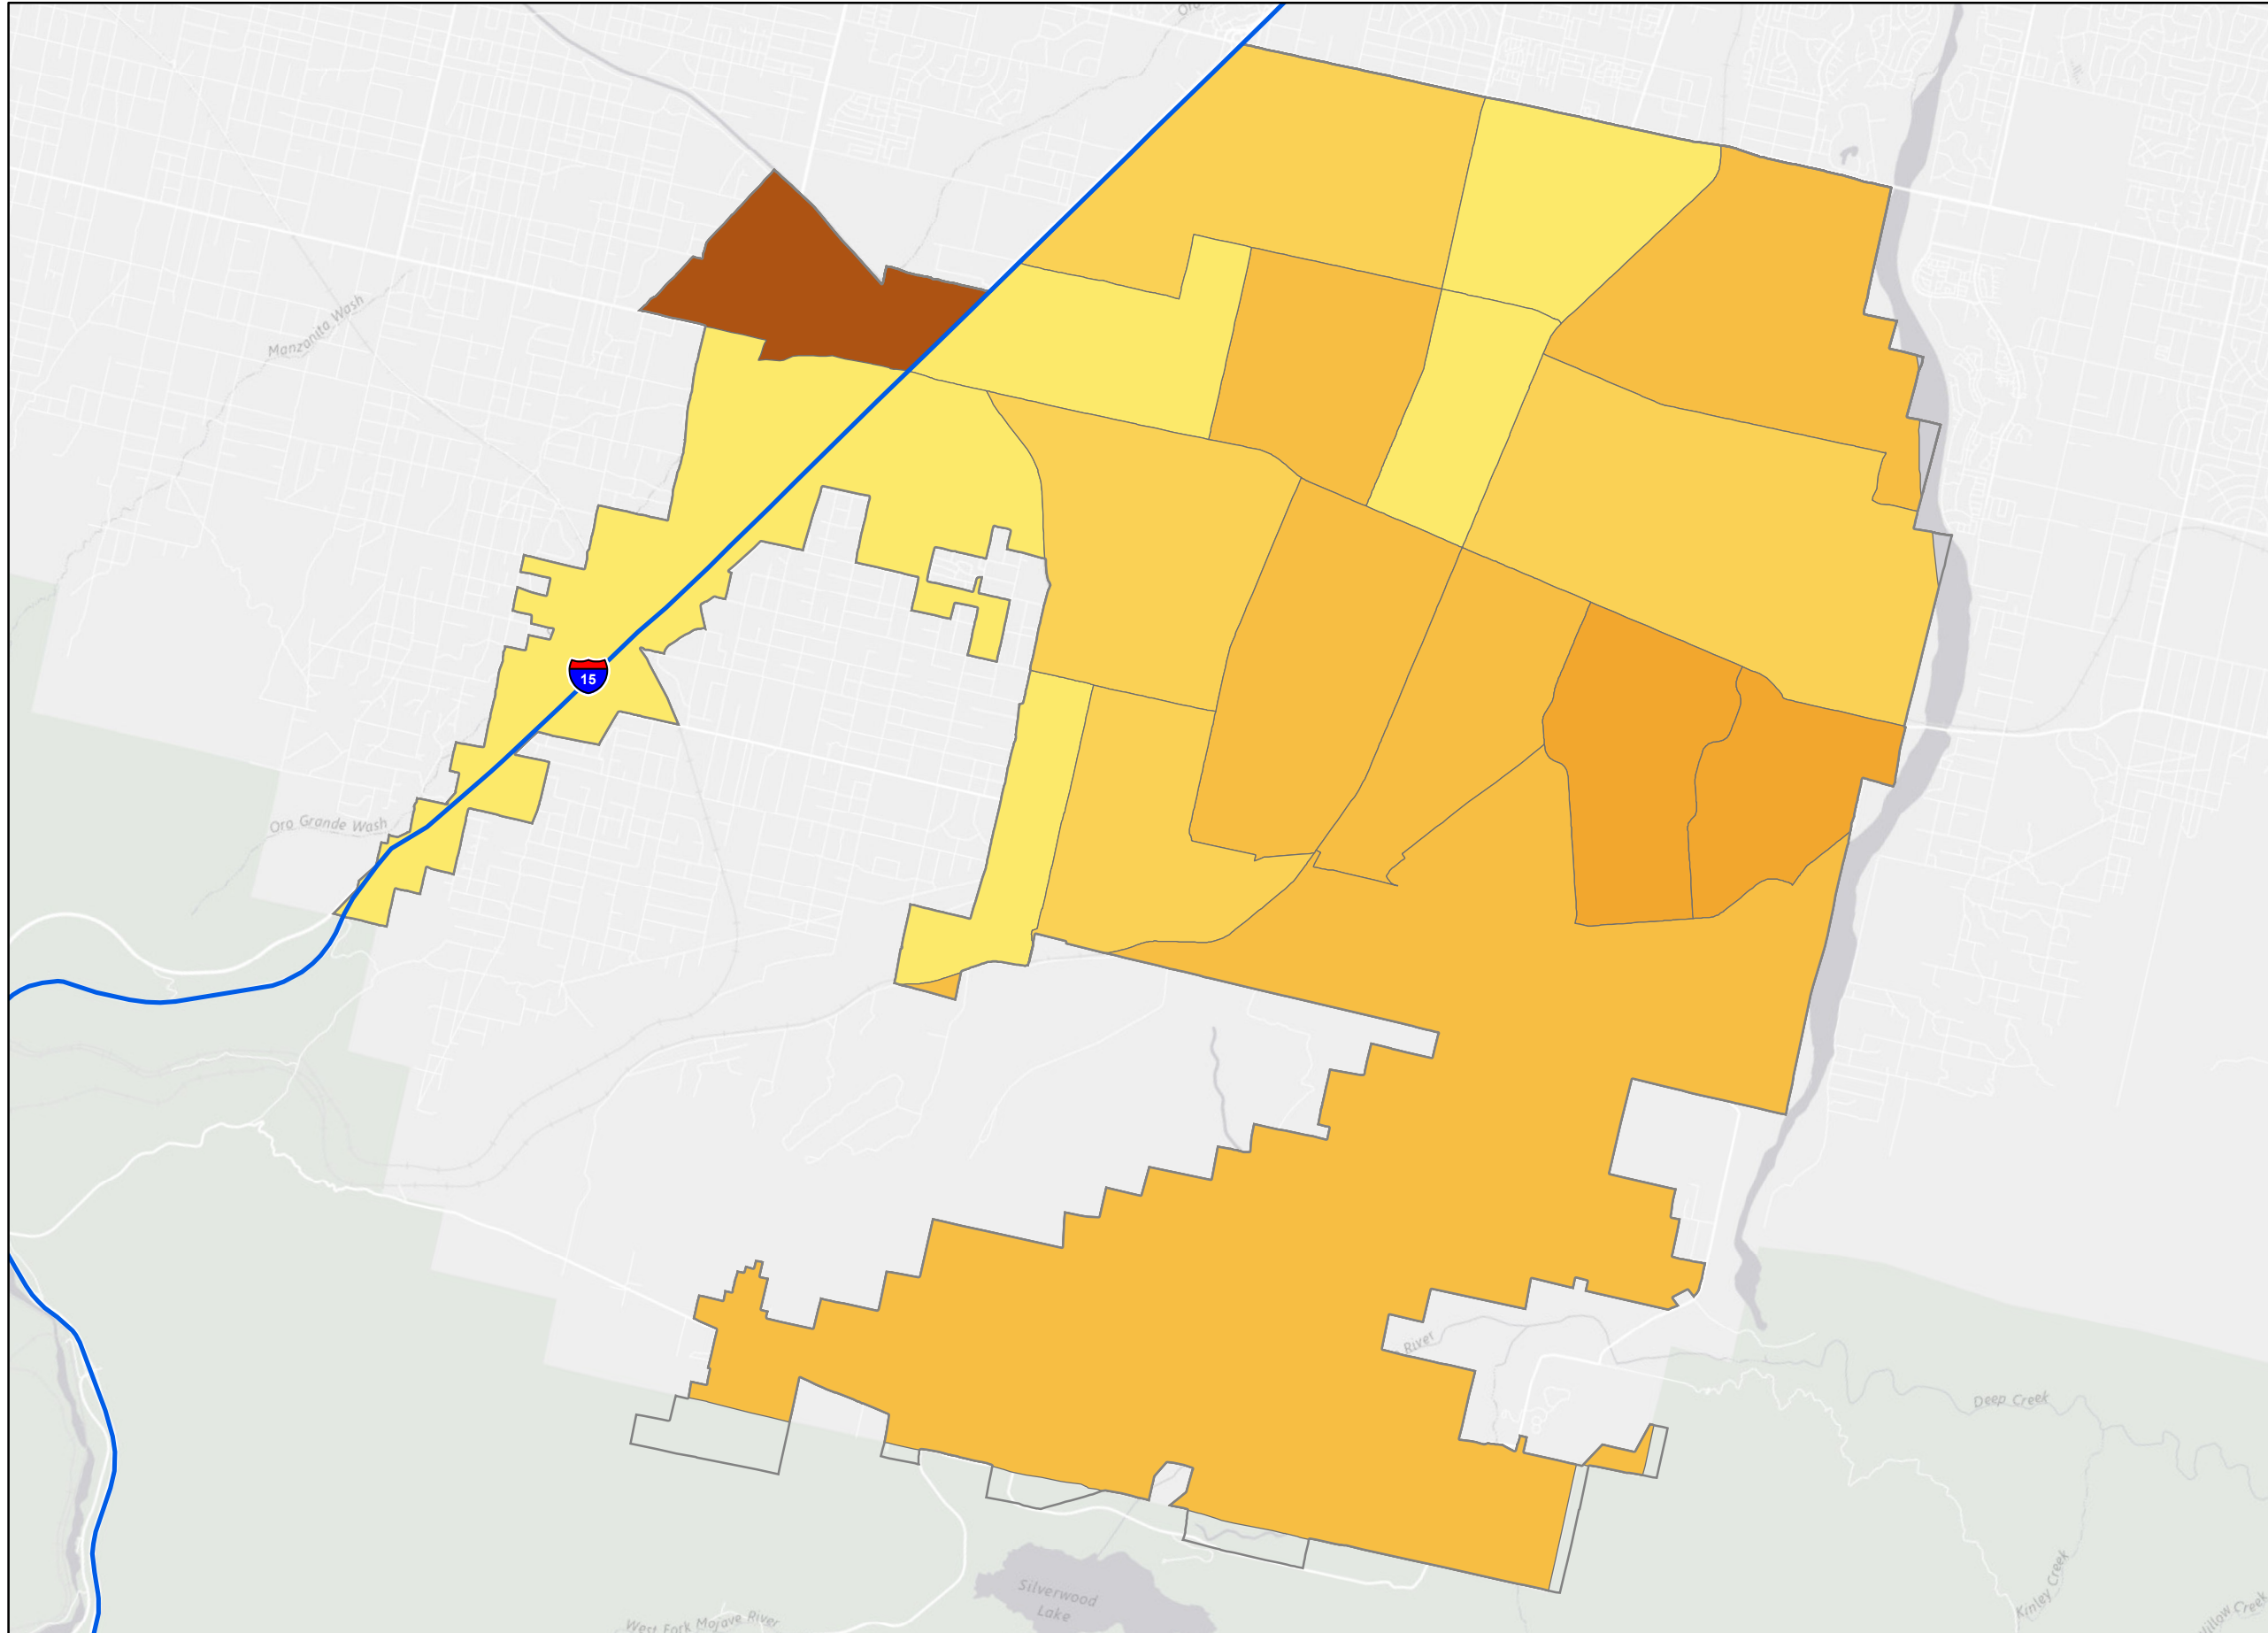 Oro
Manzanita Wash
15
Oro Grande Wash
River
Deep Creek
Silverwood
Lake
Kinley Creek
Willow Creek
West Fork Mojave River